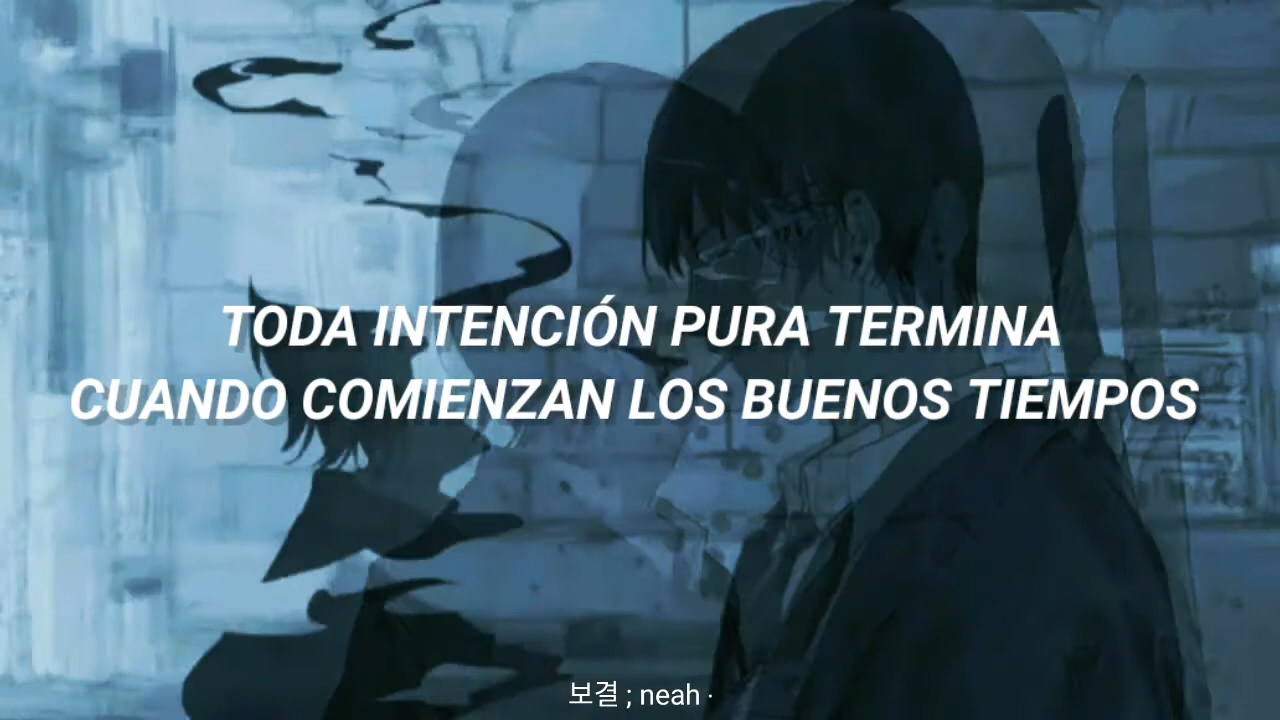 TODA INTENCIÓN PURA TERMINA
CUANDO COMIENZAN LOS BUENOS TIEMPOS
보결 ; neah ·